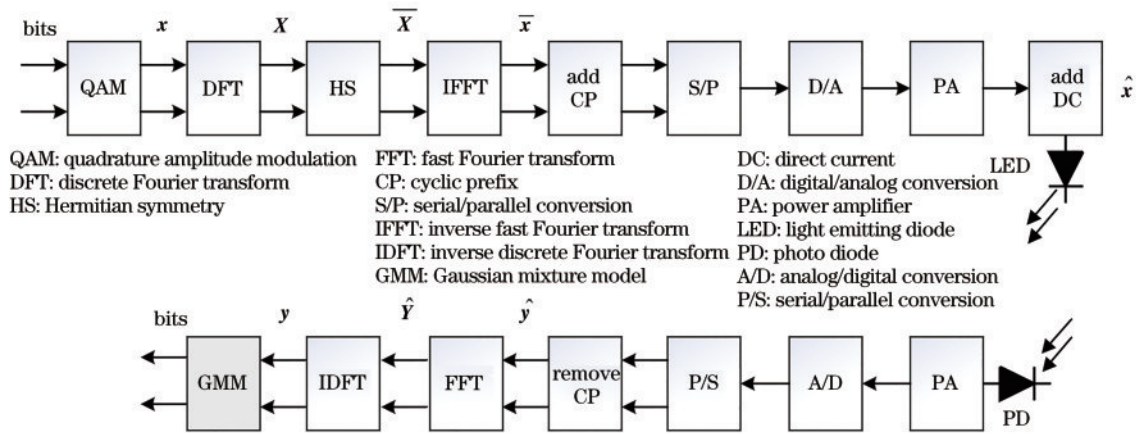 bits x X X̅ x̅
QAM DFT HS IFFT add CP S/P D/A PA add DC x̂
LED
QAM: quadrature amplitude modulation
DFT: discrete Fourier transform
HS: Hermitian symmetry
FFT: fast Fourier transform
CP: cyclic prefix
S/P: serial/parallel conversion
IFFT: inverse fast Fourier transform
IDFT: inverse discrete Fourier transform
GMM: Gaussian mixture model
DC: direct current
D/A: digital/analog conversion
PA: power amplifier
LED: light emitting diode
PD: photo diode
A/D: analog/digital conversion
P/S: serial/parallel conversion
bits y Ŷ ŷ
GMM IDFT FFT remove CP P/S A/D PA
PD